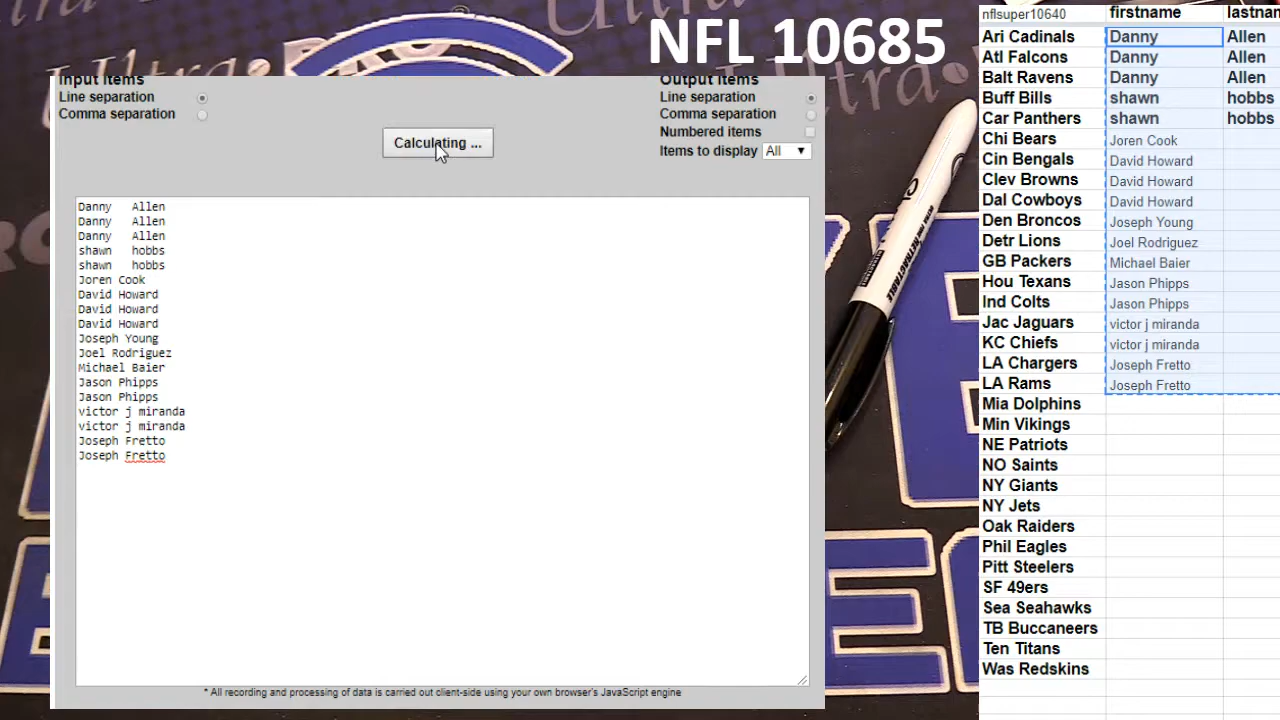 NFL 10685
Input Items
Line separation
Comma separation
Calculating ...
Output Items
Line separation
Comma separation
Numbered items
Items to display All
Danny Allen
Danny Allen
Danny Allen
shawn hobbs
shawn hobbs
Joren Cook
David Howard
David Howard
David Howard
Joseph Young
Joel Rodriguez
Michael Baier
Jason Phipps
Jason Phipps
victor j miranda
victor j miranda
Joseph Fretto
Joseph Fretto
* All recording and processing of data is carried out client-side using your own browser's JavaScript engine
nflsuper10640 firstname lastnan
Ari Cadinals Danny Allen
Atl Falcons Danny Allen
Balt Ravens Danny Allen
Buff Bills shawn hobbs
Car Panthers shawn hobbs
Chi Bears Joren Cook
Cin Bengals David Howard
Clev Browns David Howard
Dal Cowboys David Howard
Den Broncos Joseph Young
Detr Lions Joel Rodriguez
GB Packers Michael Baier
Hou Texans Jason Phipps
Ind Colts Jason Phipps
Jac Jaguars victor j miranda
KC Chiefs victor j miranda
LA Chargers Joseph Fretto
LA Rams Joseph Fretto
Mia Dolphins
Min Vikings
NE Patriots
NO Saints
NY Giants
NY Jets
Oak Raiders
Phil Eagles
Pitt Steelers
SF 49ers
Sea Seahawks
TB Buccaneers
Ten Titans
Was Redskins